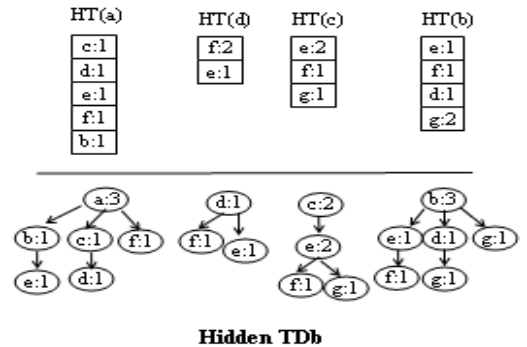 HT(a) HT(d) HT(c) HT(b)
c:1 f:2 e:2 e:1
d:1 e:1 f:1 f:1
e:1 g:1 d:1
f:1 g:2
b:1
a:3 d:1 c:2 b:3
b:1 c:1 f:1 f:1 e:1 e:2 e:1 d:1 g:1
e:1 d:1 f:1 g:1 f:1 g:1
Hidden TDb